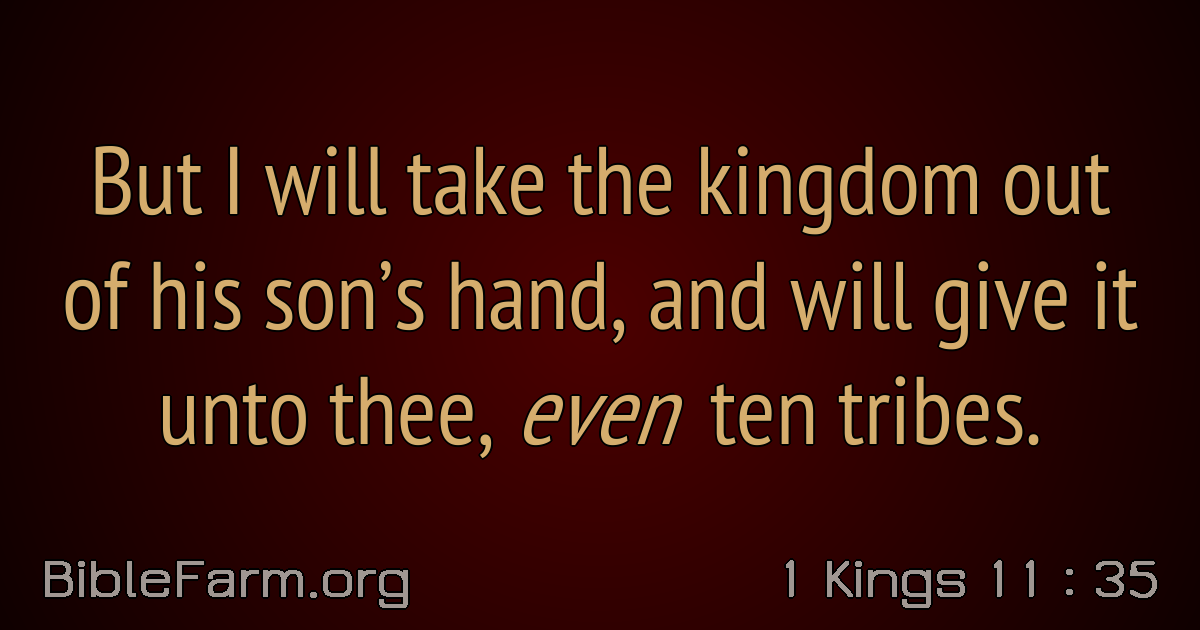 But I will take the kingdom out
of his son’s hand, and will give it
unto thee, even ten tribes.
BibleFarm.org
1 Kings 11 : 35